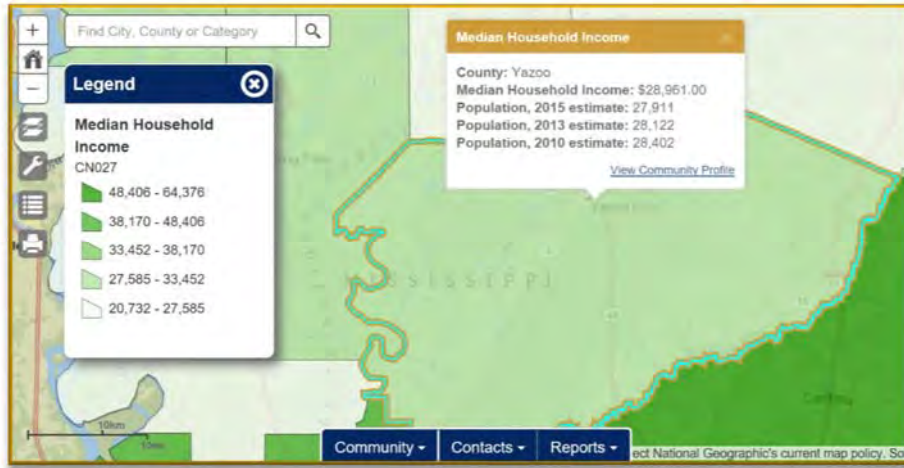 +
Find City, County or Category
−
Legend
Median Household
Income
CN027
48,406 - 64,376
38,170 - 48,406
33,452 - 38,170
27,585 - 33,452
20,732 - 27,585
Median Household Income
County: Yazoo
Median Household Income: $28,961.00
Population, 2015 estimate: 27,911
Population, 2013 estimate: 28,122
Population, 2010 estimate: 28,402
View Community Profile
MISSISSIPPI
10km
Community
Contacts
Reports
ect National Geographic's current map policy. So